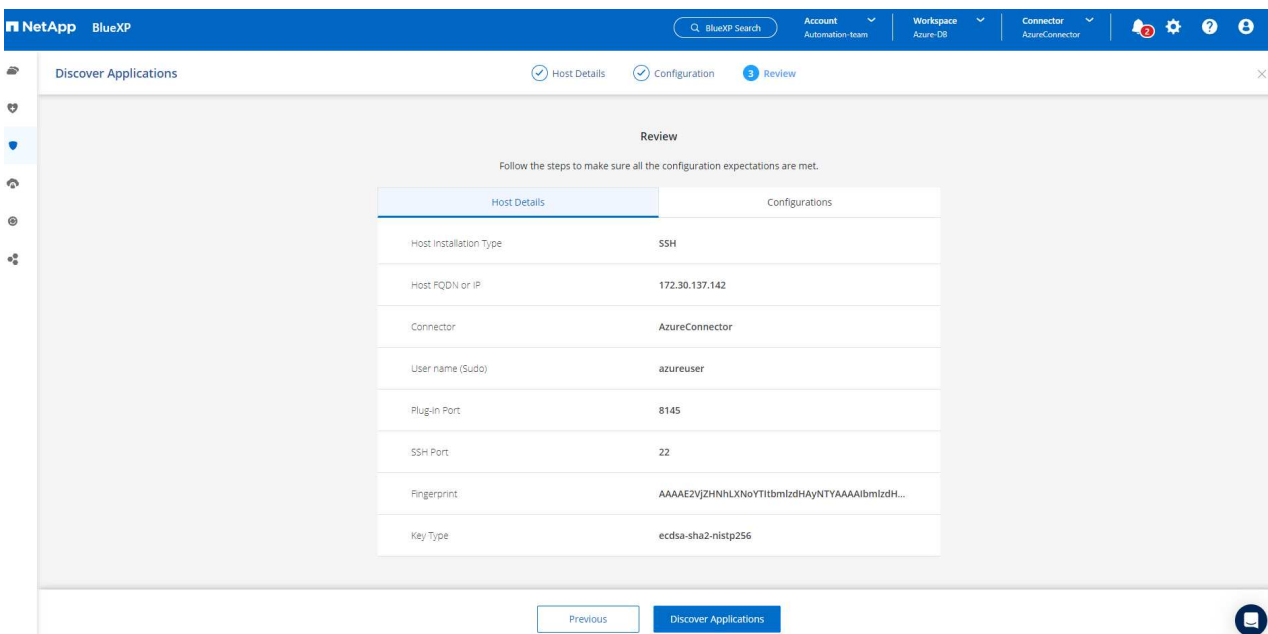 NetApp BlueXP
BlueXP Search
Account
Automation-team
Workspace
Azure-DB
Connector
AzureConnector
2
Discover Applications
Host Details
Configuration
3 Review
Review
Follow the steps to make sure all the configuration expectations are met.
Host Details Configurations
Host Installation Type SSH
Host FQDN or IP 172.30.137.142
Connector AzureConnector
User name (Sudo) azureuser
Plug-in Port 8145
SSH Port 22
Fingerprint AAAAE2VjZHNhLXNoYTItbmlzdHAyNTYAAAAIbmlzdH...
Key Type ecdsa-sha2-nistp256
Previous Discover Applications